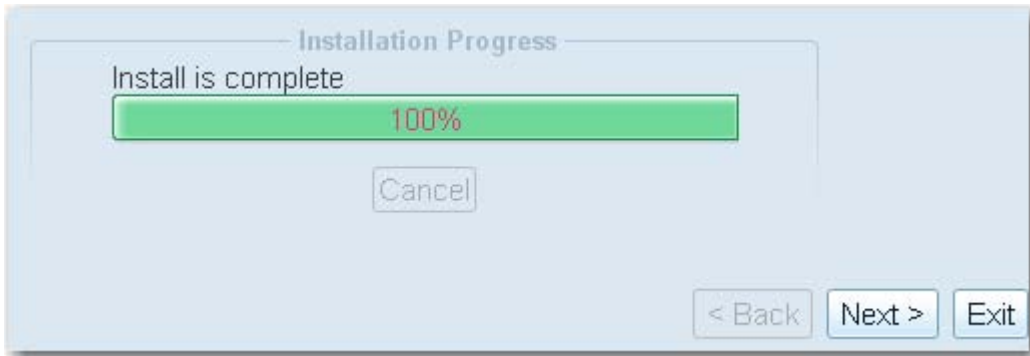 Installation Progress
Install is complete
100%
Cancel
< Back Next > Exit